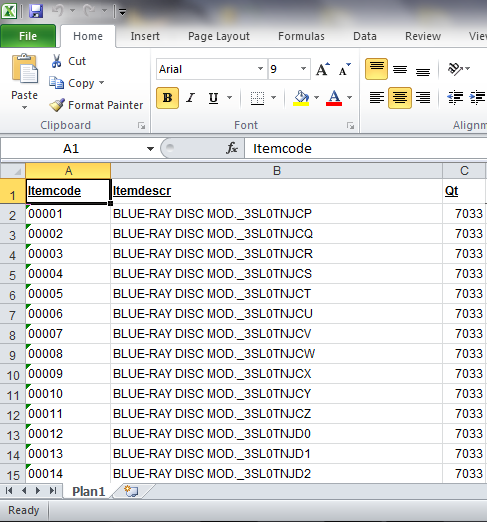 File Home Insert Page Layout Formulas Data Review View
Paste
Cut
Copy
Format Painter
Clipboard
Arial 9 A A
B I U A
Font
Alignm
A1 fx Itemcode
A B C
1 Itemcode Itemdescr Qt
2 00001 BLUE-RAY DISC MOD._3SL0TNJCP 7033
3 00002 BLUE-RAY DISC MOD._3SL0TNJCQ 7033
4 00003 BLUE-RAY DISC MOD._3SL0TNJCR 7033
5 00004 BLUE-RAY DISC MOD._3SL0TNJCS 7033
6 00005 BLUE-RAY DISC MOD._3SL0TNJCT 7033
7 00006 BLUE-RAY DISC MOD._3SL0TNJCU 7033
8 00007 BLUE-RAY DISC MOD._3SL0TNJCV 7033
9 00008 BLUE-RAY DISC MOD._3SL0TNJCW 7033
10 00009 BLUE-RAY DISC MOD._3SL0TNJCX 7033
11 00010 BLUE-RAY DISC MOD._3SL0TNJCY 7033
12 00011 BLUE-RAY DISC MOD._3SL0TNJCZ 7033
13 00012 BLUE-RAY DISC MOD._3SL0TNJD0 7033
14 00013 BLUE-RAY DISC MOD._3SL0TNJD1 7033
15 00014 BLUE-RAY DISC MOD._3SL0TNJD2 7033
Plan1
Ready